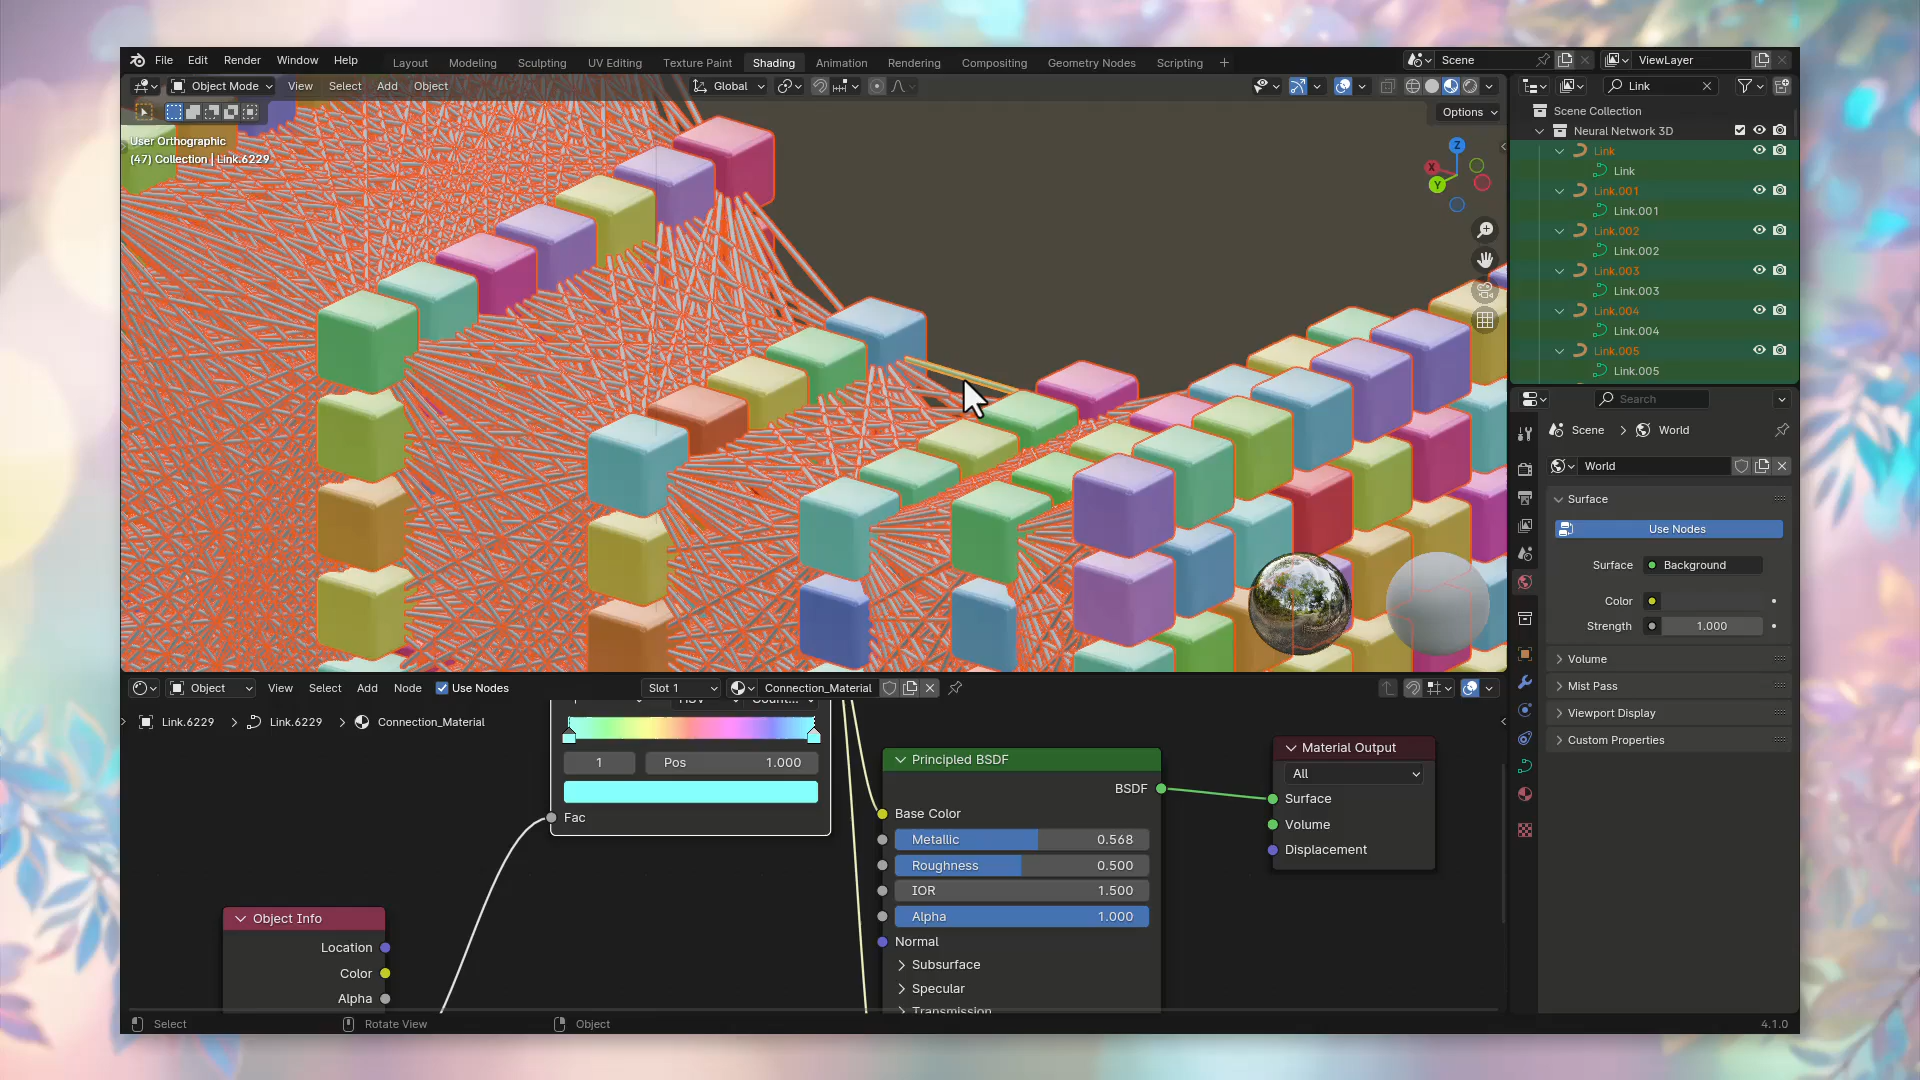 File Edit Render Window Help Layout Modeling Sculpting UV Editing Texture Paint Shading Animation Rendering Compositing Geometry Nodes Scripting + Scene ViewLayer
Object Mode View Select Add Object Global Link
Options
User Orthographic
(47) Collection | Link.6229
Z
X
Y
Scene Collection
Neural Network 3D
Link
Link
Link.001
Link.001
Link.002
Link.002
Link.003
Link.003
Link.004
Link.004
Link.005
Link.005
Search
Scene World
World
Surface
Use Nodes
Surface Background
Color
Strength 1.000
Volume
Mist Pass
Viewport Display
Custom Properties
Object View Select Add Node Use Nodes Slot 1 Connection_Material
Link.6229 Link.6229 Connection_Material
1 Pos 1.000
Fac
Object Info
Location
Color
Alpha
Principled BSDF
BSDF
Base Color
Metallic 0.568
Roughness 0.500
IOR 1.500
Alpha 1.000
Normal
Subsurface
Specular
Transmission
Material Output
All
Surface
Volume
Displacement
Select Rotate View Object 4.1.0